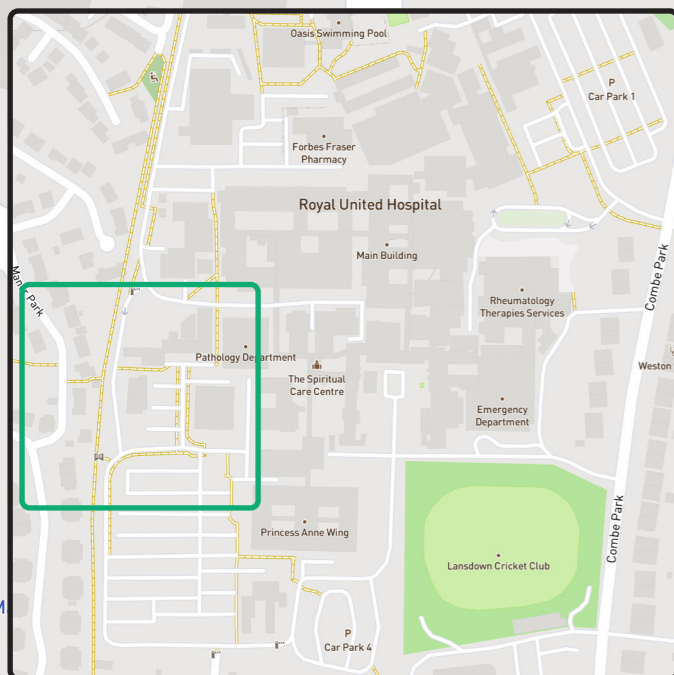 Oasis Swimming Pool
P
Car Park 1
Forbes Fraser
Pharmacy
Royal United Hospital
Main Building
Combe Park
Manor Park
Rheumatology
Therapies Services
Pathology Department
The Spiritual
Care Centre
Weston
Emergency
Department
Combe Park
Princess Anne Wing
Lansdown Cricket Club
M
P
Car Park 4